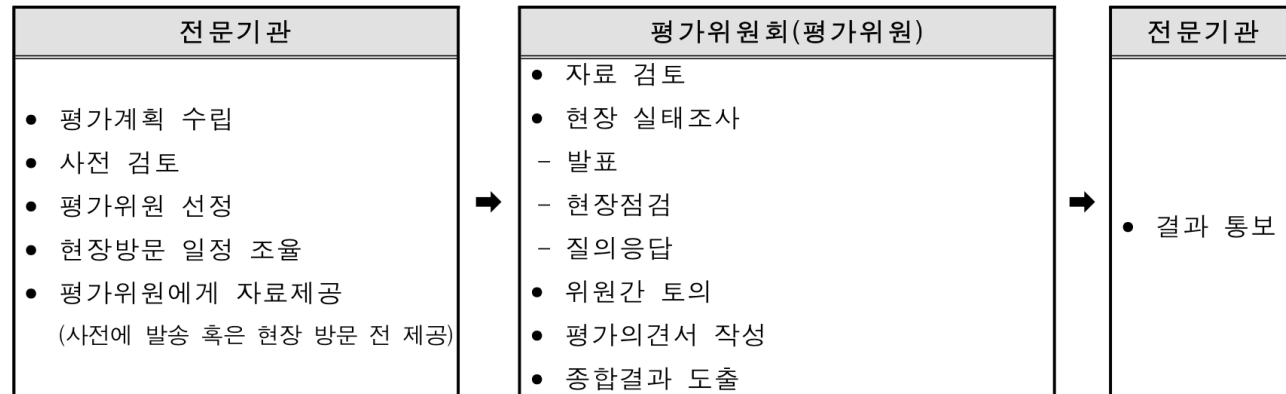 전문기관
● 평가계획 수립
● 사전 검토
● 평가위원 선정
● 현장방문 일정 조율
● 평가위원에게 자료제공
(사전에 발송 혹은 현장 방문 전 제공)
➡
평가위원회(평가위원)
● 자료 검토
● 현장 실태조사
– 발표
– 현장점검
– 질의응답
● 위원간 토의
● 평가의견서 작성
● 종합결과 도출
➡
전문기관
● 결과 통보